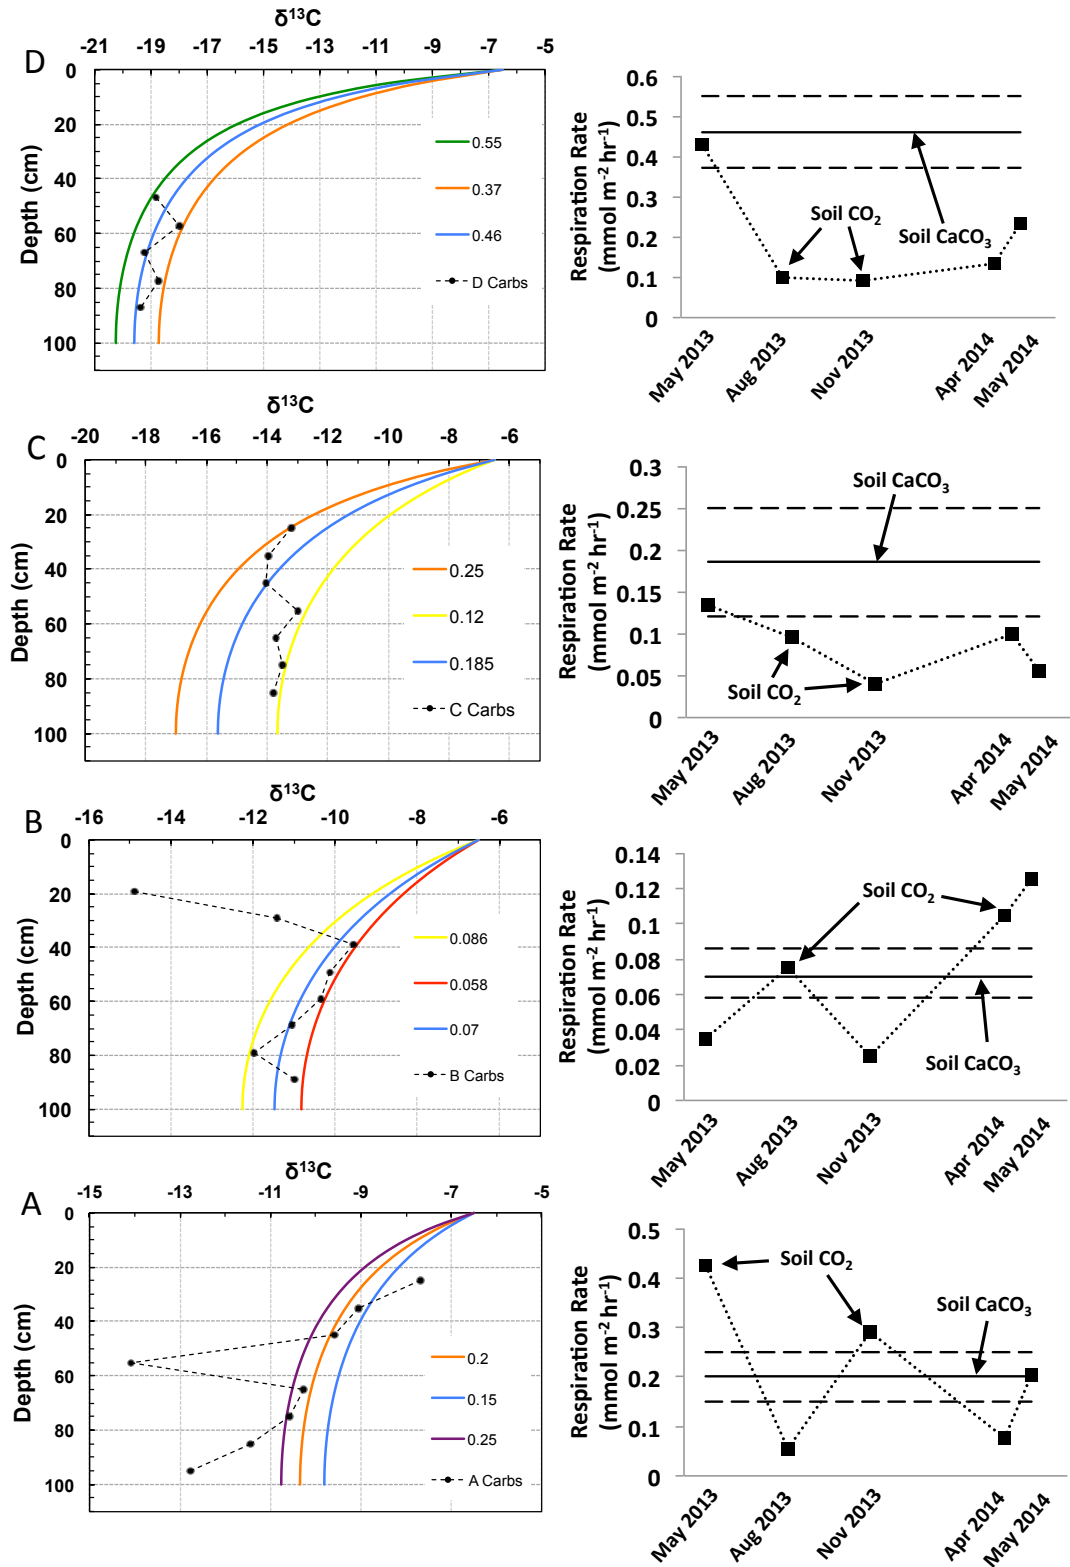 δ¹³C
-21 -19 -17 -15 -13 -11 -9 -7 -5
D
0
20
40
60
80
100
Depth (cm)
0.55
0.37
0.46
D Carbs
0.6
0.5
0.4
0.3
0.2
0.1
0
Respiration Rate
(mmol m⁻² hr⁻¹)
Soil CO₂
Soil CaCO₃
May 2013
Aug 2013
Nov 2013
Apr 2014
May 2014
δ¹³C
-20 -18 -16 -14 -12 -10 -8 -6
C
0
20
40
60
80
100
Depth (cm)
0.25
0.12
0.185
C Carbs
0.3
0.25
0.2
0.15
0.1
0.05
0
Respiration Rate
(mmol m⁻² hr⁻¹)
Soil CaCO₃
Soil CO₂
May 2013
Aug 2013
Nov 2013
Apr 2014
May 2014
δ¹³C
-16 -14 -12 -10 -8 -6
B
0
20
40
60
80
100
Depth (cm)
0.086
0.058
0.07
B Carbs
0.14
0.12
0.1
0.08
0.06
0.04
0.02
0
Respiration Rate
(mmol m⁻² hr⁻¹)
Soil CO₂
Soil CaCO₃
May 2013
Aug 2013
Nov 2013
Apr 2014
May 2014
δ¹³C
-15 -13 -11 -9 -7 -5
A
0
20
40
60
80
100
Depth (cm)
0.2
0.15
0.25
A Carbs
0.5
0.4
0.3
0.2
0.1
0
Respiration Rate
(mmol m⁻² hr⁻¹)
Soil CO₂
Soil CaCO₃
May 2013
Aug 2013
Nov 2013
Apr 2014
May 2014